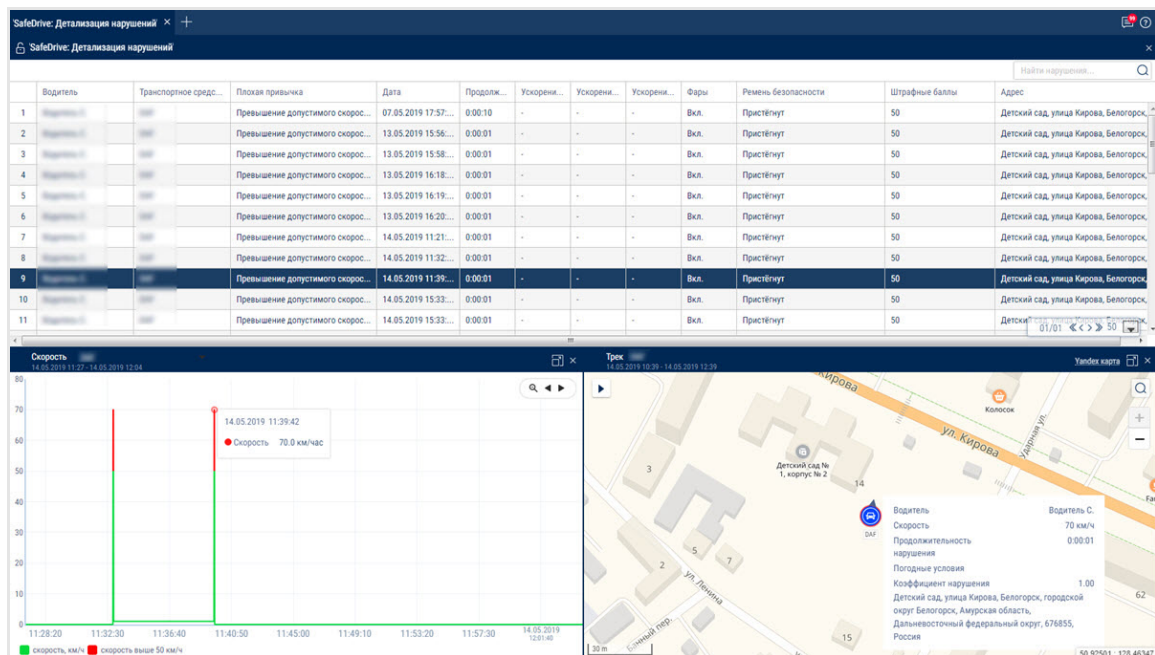 'SafeDrive: Детализация нарушений' × +
'SafeDrive: Детализация нарушений' ×
Найти нарушения...
Водитель Транспортное средс... Плохая привычка Дата Продолж... Ускорени... Ускорени... Ускорени... Фары Ремень безопасности Штрафные баллы Адрес
1 Превышение допустимого скорос... 07.05.2019 17:57:... 0:00:10 - - - Вкл. Пристёгнут 50 Детский сад, улица Кирова, Белогорск,
2 Превышение допустимого скорос... 13.05.2019 15:56:... 0:00:01 - - - Вкл. Пристёгнут 50 Детский сад, улица Кирова, Белогорск,
3 Превышение допустимого скорос... 13.05.2019 15:58:... 0:00:01 - - - Вкл. Пристёгнут 50 Детский сад, улица Кирова, Белогорск,
4 Превышение допустимого скорос... 13.05.2019 16:18:... 0:00:01 - - - Вкл. Пристёгнут 50 Детский сад, улица Кирова, Белогорск,
5 Превышение допустимого скорос... 13.05.2019 16:19:... 0:00:01 - - - Вкл. Пристёгнут 50 Детский сад, улица Кирова, Белогорск,
6 Превышение допустимого скорос... 13.05.2019 16:20:... 0:00:01 - - - Вкл. Пристёгнут 50 Детский сад, улица Кирова, Белогорск,
7 Превышение допустимого скорос... 14.05.2019 11:21:... 0:00:01 - - - Вкл. Пристёгнут 50 Детский сад, улица Кирова, Белогорск,
8 Превышение допустимого скорос... 14.05.2019 11:32:... 0:00:01 - - - Вкл. Пристёгнут 50 Детский сад, улица Кирова, Белогорск,
9 Превышение допустимого скорос... 14.05.2019 11:39:... 0:00:01 - - - Вкл. Пристёгнут 50 Детский сад, улица Кирова, Белогорск,
10 Превышение допустимого скорос... 14.05.2019 15:33:... 0:00:01 - - - Вкл. Пристёгнут 50 Детский сад, улица Кирова, Белогорск,
11 Превышение допустимого скорос... 14.05.2019 15:33:... 0:00:01 - - - Вкл. Пристёгнут 50 Детский
01/01 50
Скорость
14.05.2019 11:27 - 14.05.2019 12:04
80
70
60
50
40
30
20
10
0
14.05.2019 11:39:42
Скорость 70.0 км/час
11:28:20 11:32:30 11:36:40 11:40:50 11:45:00 11:49:10 11:53:20 11:57:30 14.05.2019
12:01:40
скорость, км/ч скорость выше 50 км/ч
Трек
14.05.2019 10:39 - 14.05.2019 12:39
Yandex карта
Кирова
Колосок
ул. Кирова
Ударная ул.
Детский сад №
1, корпус № 2
3
14
DAF
5
7
2
ул. Ленина
Банный пер.
15
62
30 m
Водитель Водитель С.
Скорость 70 км/ч
Продолжительность 0:00:01
нарушения
Погодные условия
Коэффициент нарушения 1.00
Детский сад, улица Кирова, Белогорск, городской
округ Белогорск, Амурская область,
Дальневосточный федеральный округ, 676855,
Россия
50.92501 : 128.46347